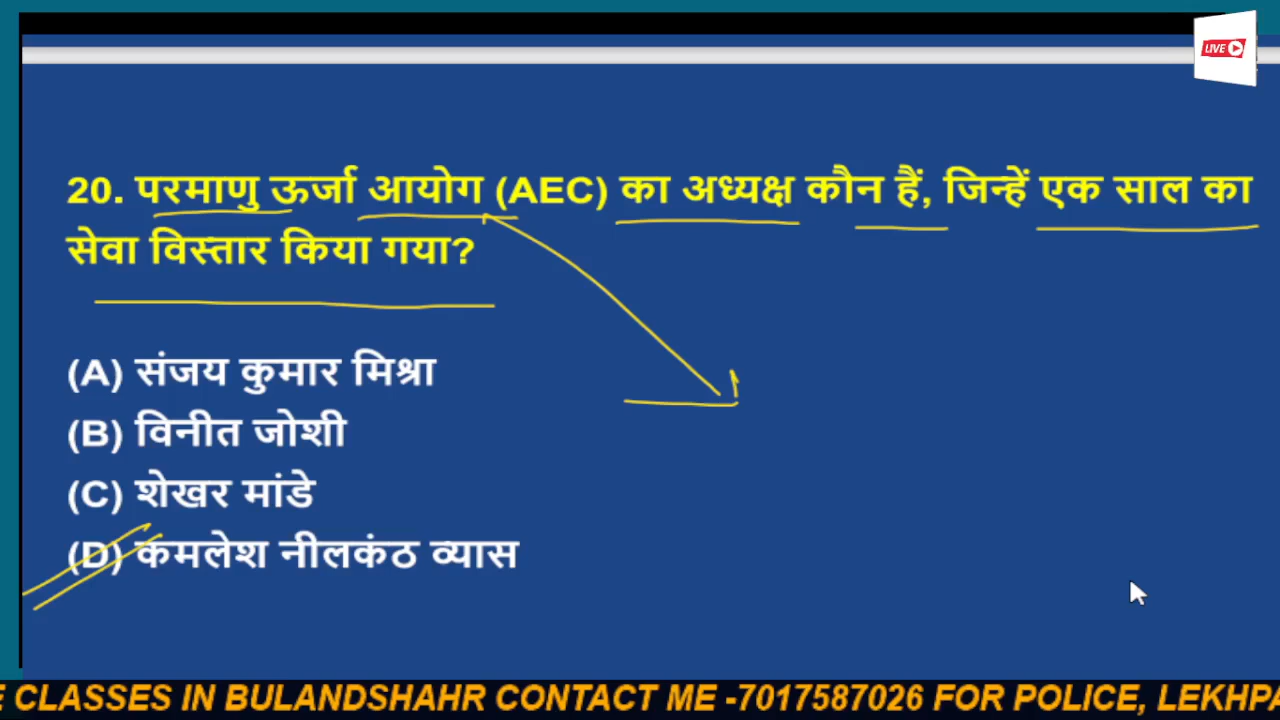 LIVE
20. परमाणु ऊर्जा आयोग (AEC) का अध्यक्ष कौन हैं, जिन्हें एक साल का
सेवा विस्तार किया गया?
(A) संजय कुमार मिश्रा
(B) विनीत जोशी
(C) शेखर मांडे
(D) कमलेश नीलकंठ व्यास
E CLASSES IN BULANDSHAHR CONTACT ME -7017587026 FOR POLICE, LEKHPA